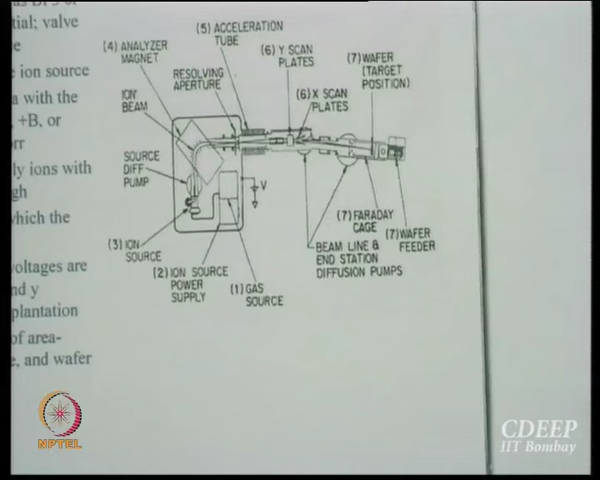 tial; valve
e
e ion source
a with the
, +B, or
rr
ly ions with
gh
which the
voltages are
nd y
plantation
of area-
e, and wafer
(4) ANALYZER
MAGNET
(5) ACCELERATION
TUBE
(6) Y SCAN
PLATES
(7) WAFER
(TARGET
POSITION)
RESOLVING
APERTURE
(6) X SCAN
PLATES
ION
BEAM
SOURCE
DIFF
PUMP
V
(3) ION
SOURCE
(2) ION SOURCE
POWER
SUPPLY
(1) GAS
SOURCE
(7) FARADAY
CAGE
(7) WAFER
FEEDER
BEAM LINE &
END STATION
DIFFUSION PUMPS
NPTEL
CDEEP
IIT Bombay